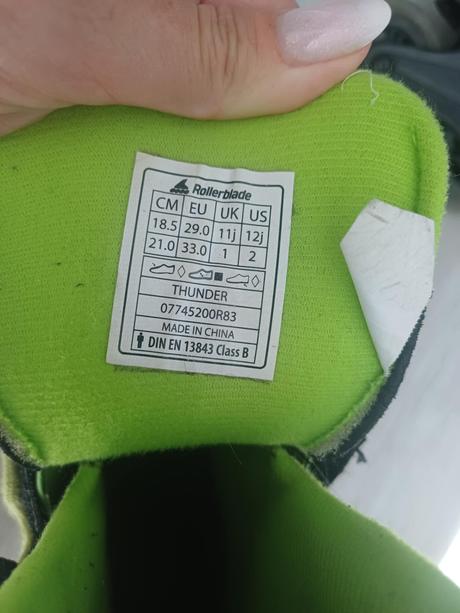 Rollerblade
CM EU UK US
18.5 29.0 11j 12j
21.0 33.0 1 2
THUNDER
07745200R83
MADE IN CHINA
DIN EN 13843 Class B